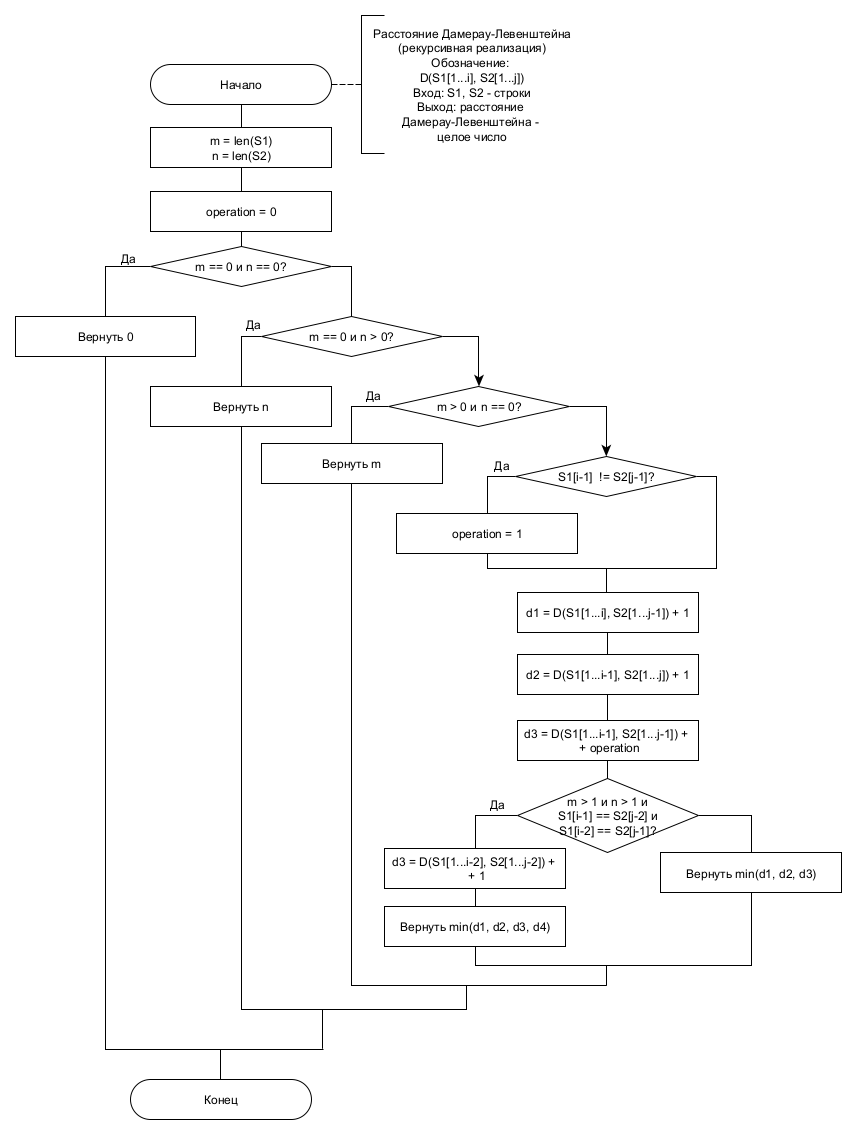 Расстояние Дамерау-Левенштейна
(рекурсивная реализация)
Обозначение:
D(S1[1...i], S2[1...j])
Вход: S1, S2 - строки
Выход: расстояние
Дамерау-Левенштейна -
целое число
Начало
m = len(S1)
n = len(S2)
operation = 0
Да
m == 0 и n == 0?
Вернуть 0
Да
m == 0 и n > 0?
Вернуть n
Да
m > 0 и n == 0?
Вернуть m
Да
S1[i-1] != S2[j-1]?
operation = 1
d1 = D(S1[1...i], S2[1...j-1]) + 1
d2 = D(S1[1...i-1], S2[1...j]) + 1
d3 = D(S1[1...i-1], S2[1...j-1]) +
+ operation
Да
m > 1 и n > 1 и
S1[i-1] == S2[j-2] и
S1[i-2] == S2[j-1]?
d3 = D(S1[1...i-2], S2[1...j-2]) +
+ 1
Вернуть min(d1, d2, d3)
Вернуть min(d1, d2, d3, d4)
Конец